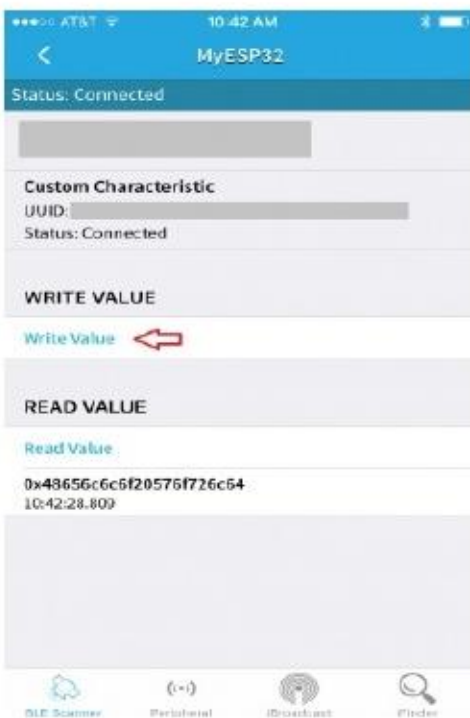 AT&T 10:42 AM
MyESP32
Status: Connected
Custom Characteristic
UUID:
Status: Connected
WRITE VALUE
Write Value
READ VALUE
Read Value
0x48656c6c6f20576f726c64
10:42:28.809
BLE Scanner Peripheral iBroadcast iFinder